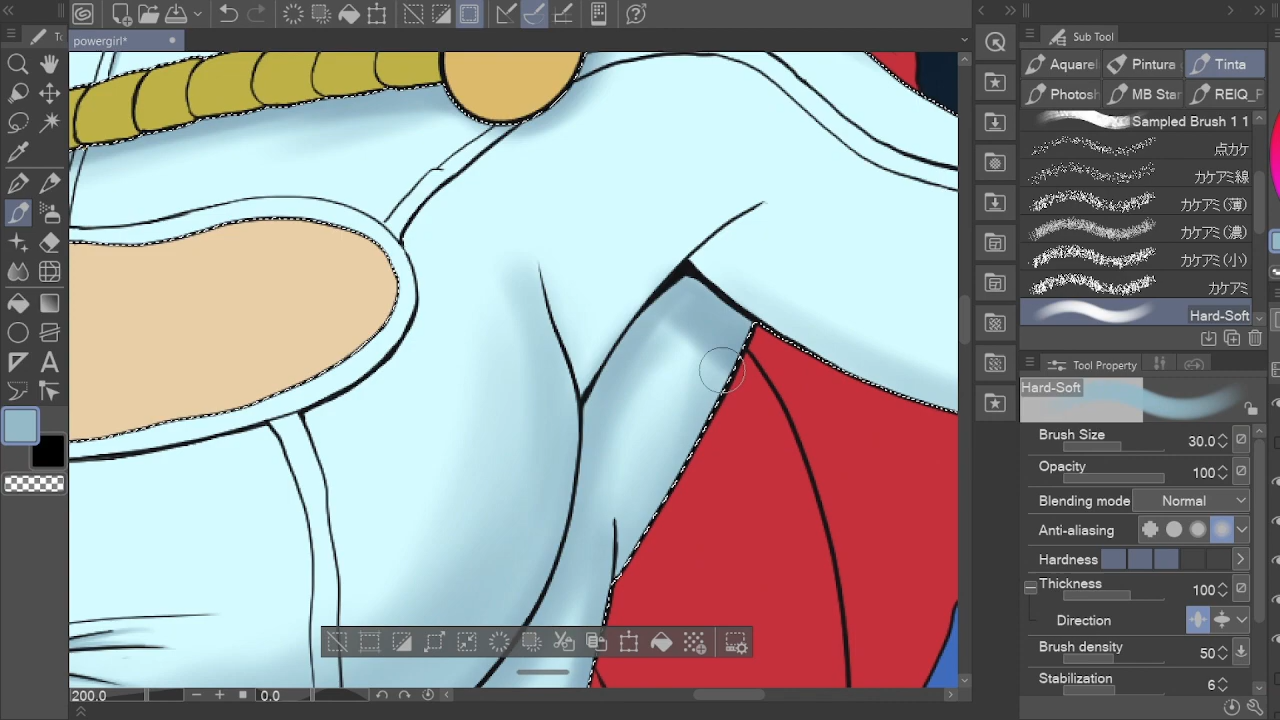 powergirl*
To
Sub Tool
Aquarel
Pintura
Tinta
Photosh
MB Star
REIQ_P
Sampled Brush 1 1
点カケ
カケアミ線
カケアミ(薄)
カケアミ(濃)
カケアミ(小)
カケアミ
Hard-Soft
Tool Property
Hard-Soft
Brush Size
30.0
Opacity
100
Blending mode
Normal
Anti-aliasing
Hardness
Thickness
100
Direction
Brush density
50
Stabilization
6
A
200.0
0.0